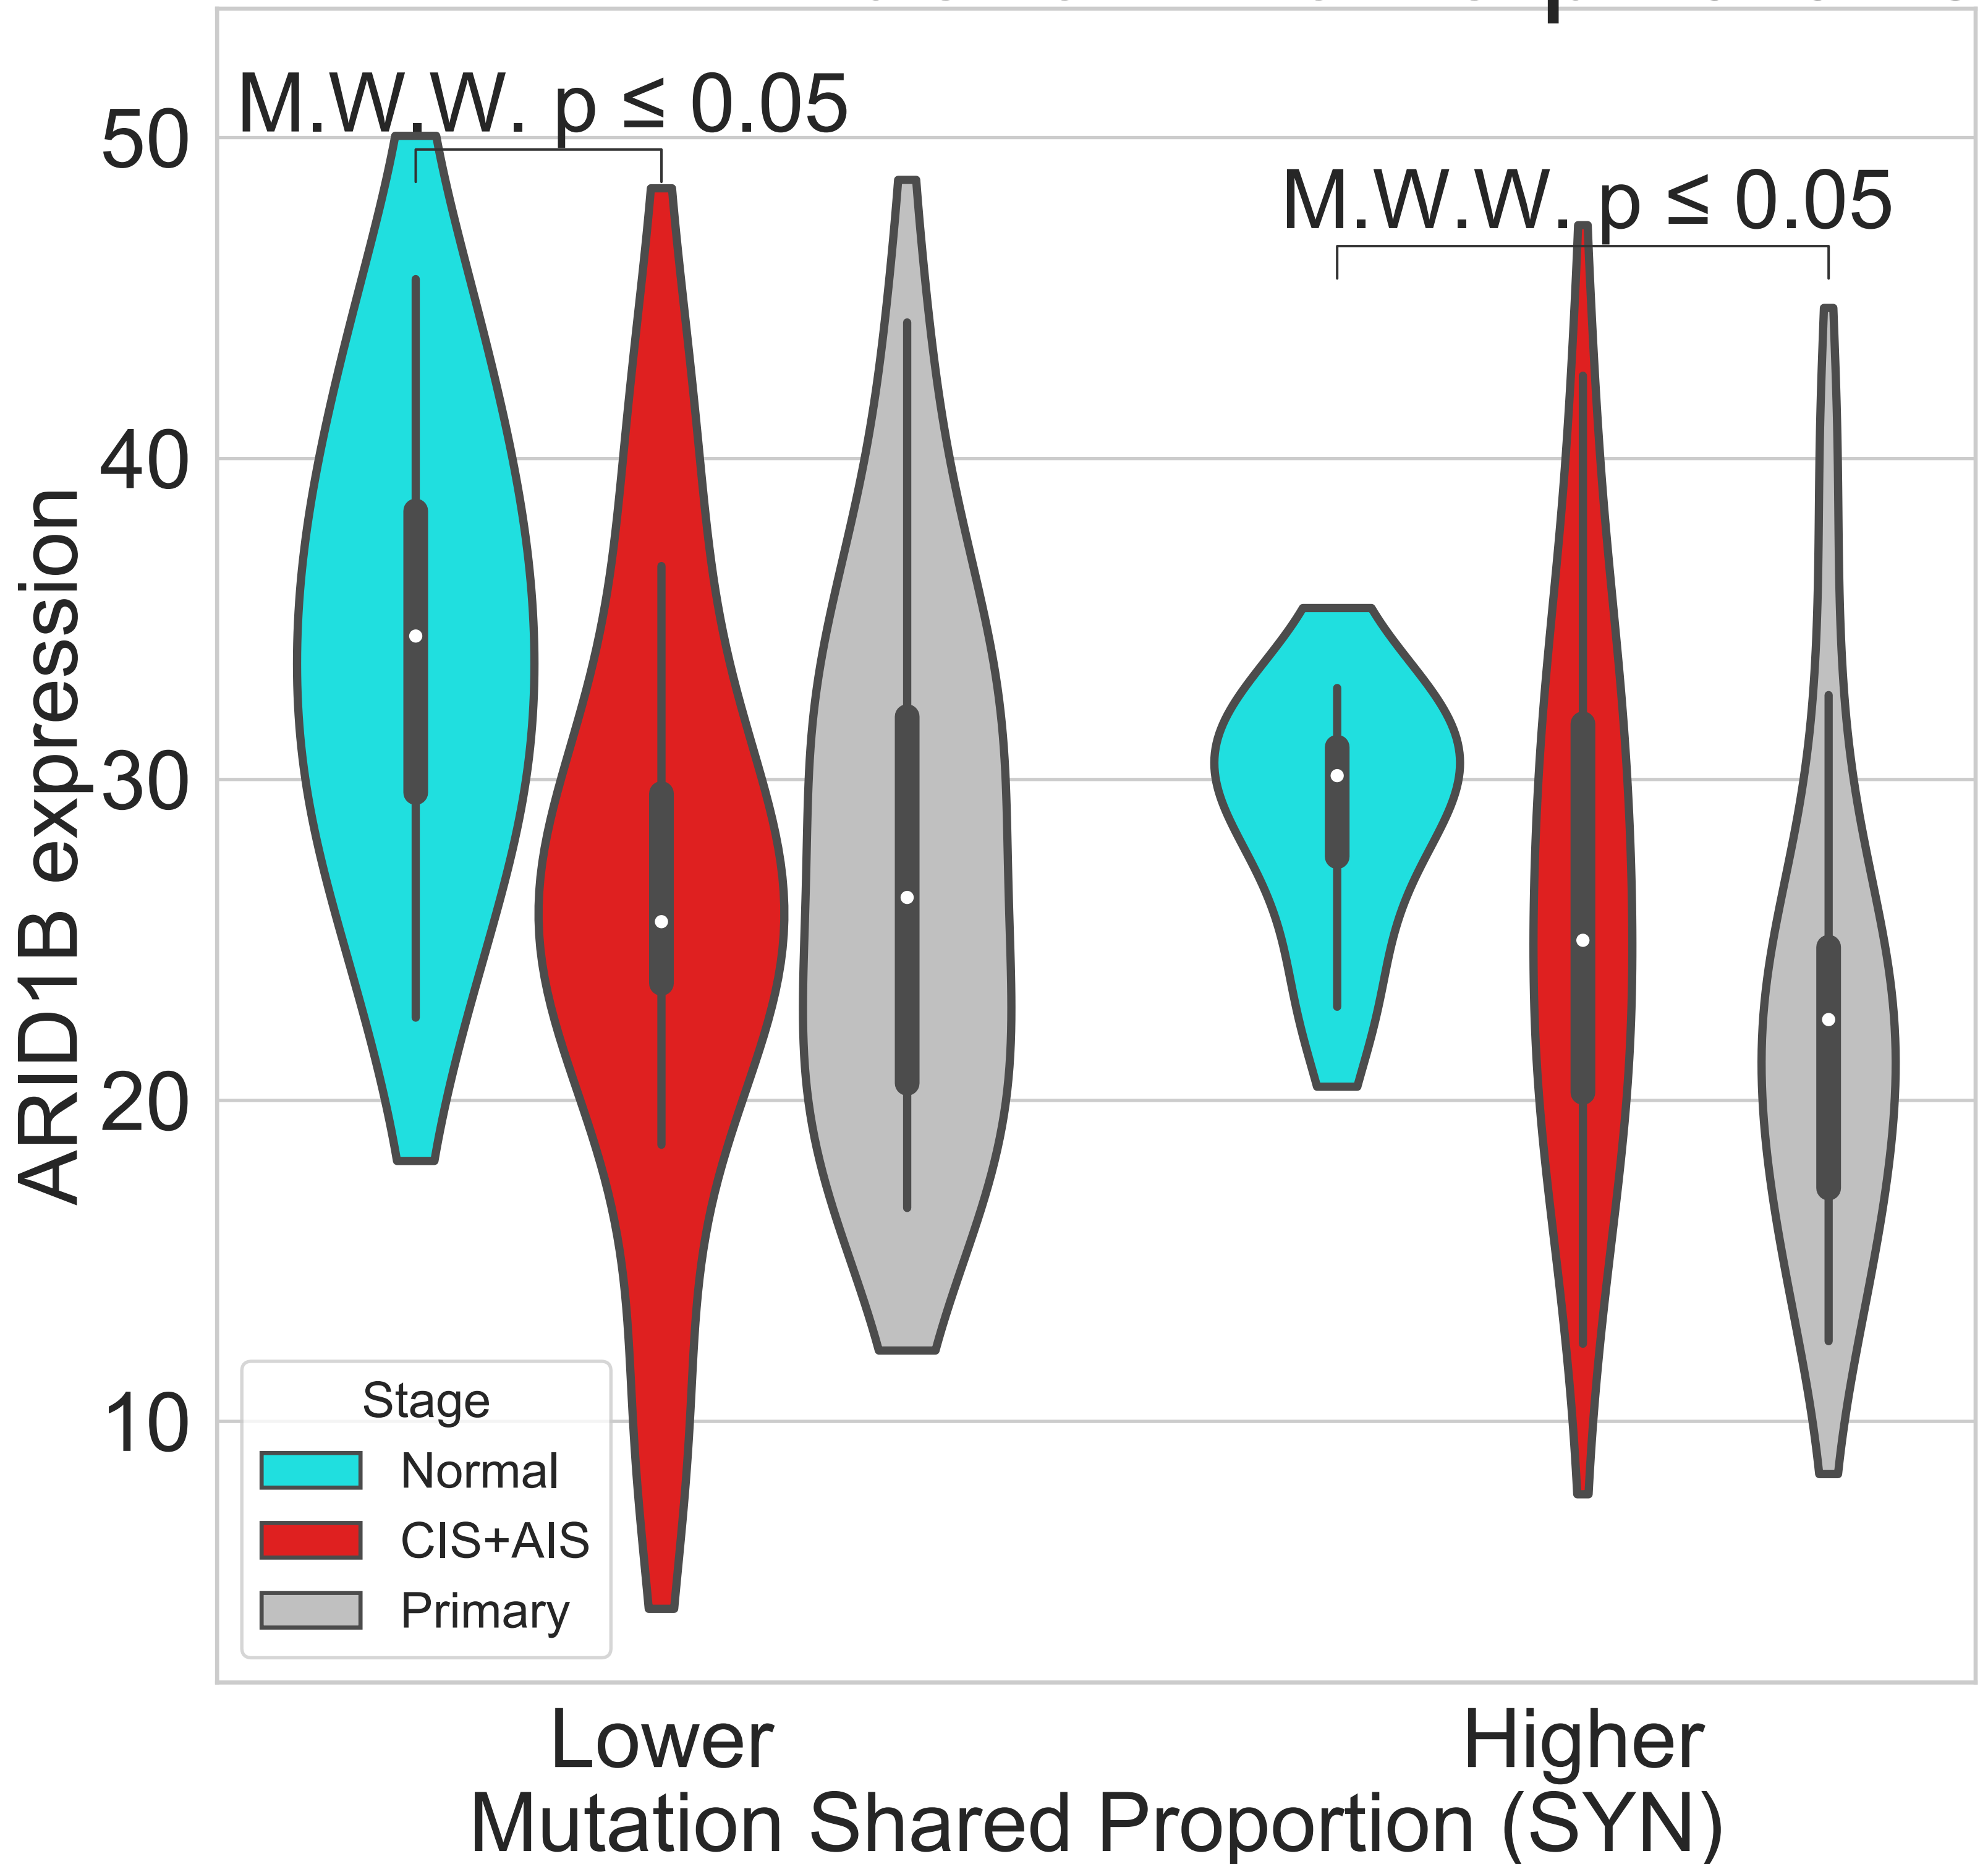 M.W.W. p ≤ 0.05
M.W.W. p ≤ 0.05
50
40
30
20
10
ARID1B expression
Stage
Normal
CIS+AIS
Primary
Lower
Higher
Mutation Shared Proportion (SYN)